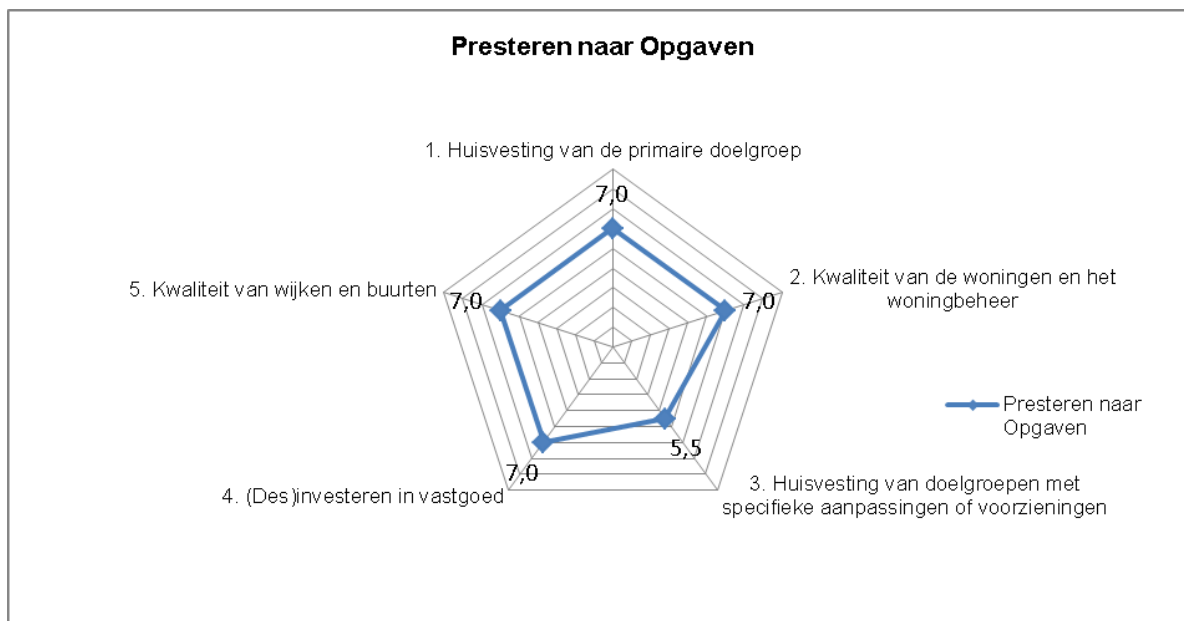 Presteren naar Opgaven
1. Huisvesting van de primaire doelgroep
7,0
5. Kwaliteit van wijken en buurten
7,0
7,0
2. Kwaliteit van de woningen en het
woningbeheer
Presteren naar
Opgaven
5,5
7,0
4. (Des)investeren in vastgoed
3. Huisvesting van doelgroepen met
specifieke aanpassingen of voorzieningen